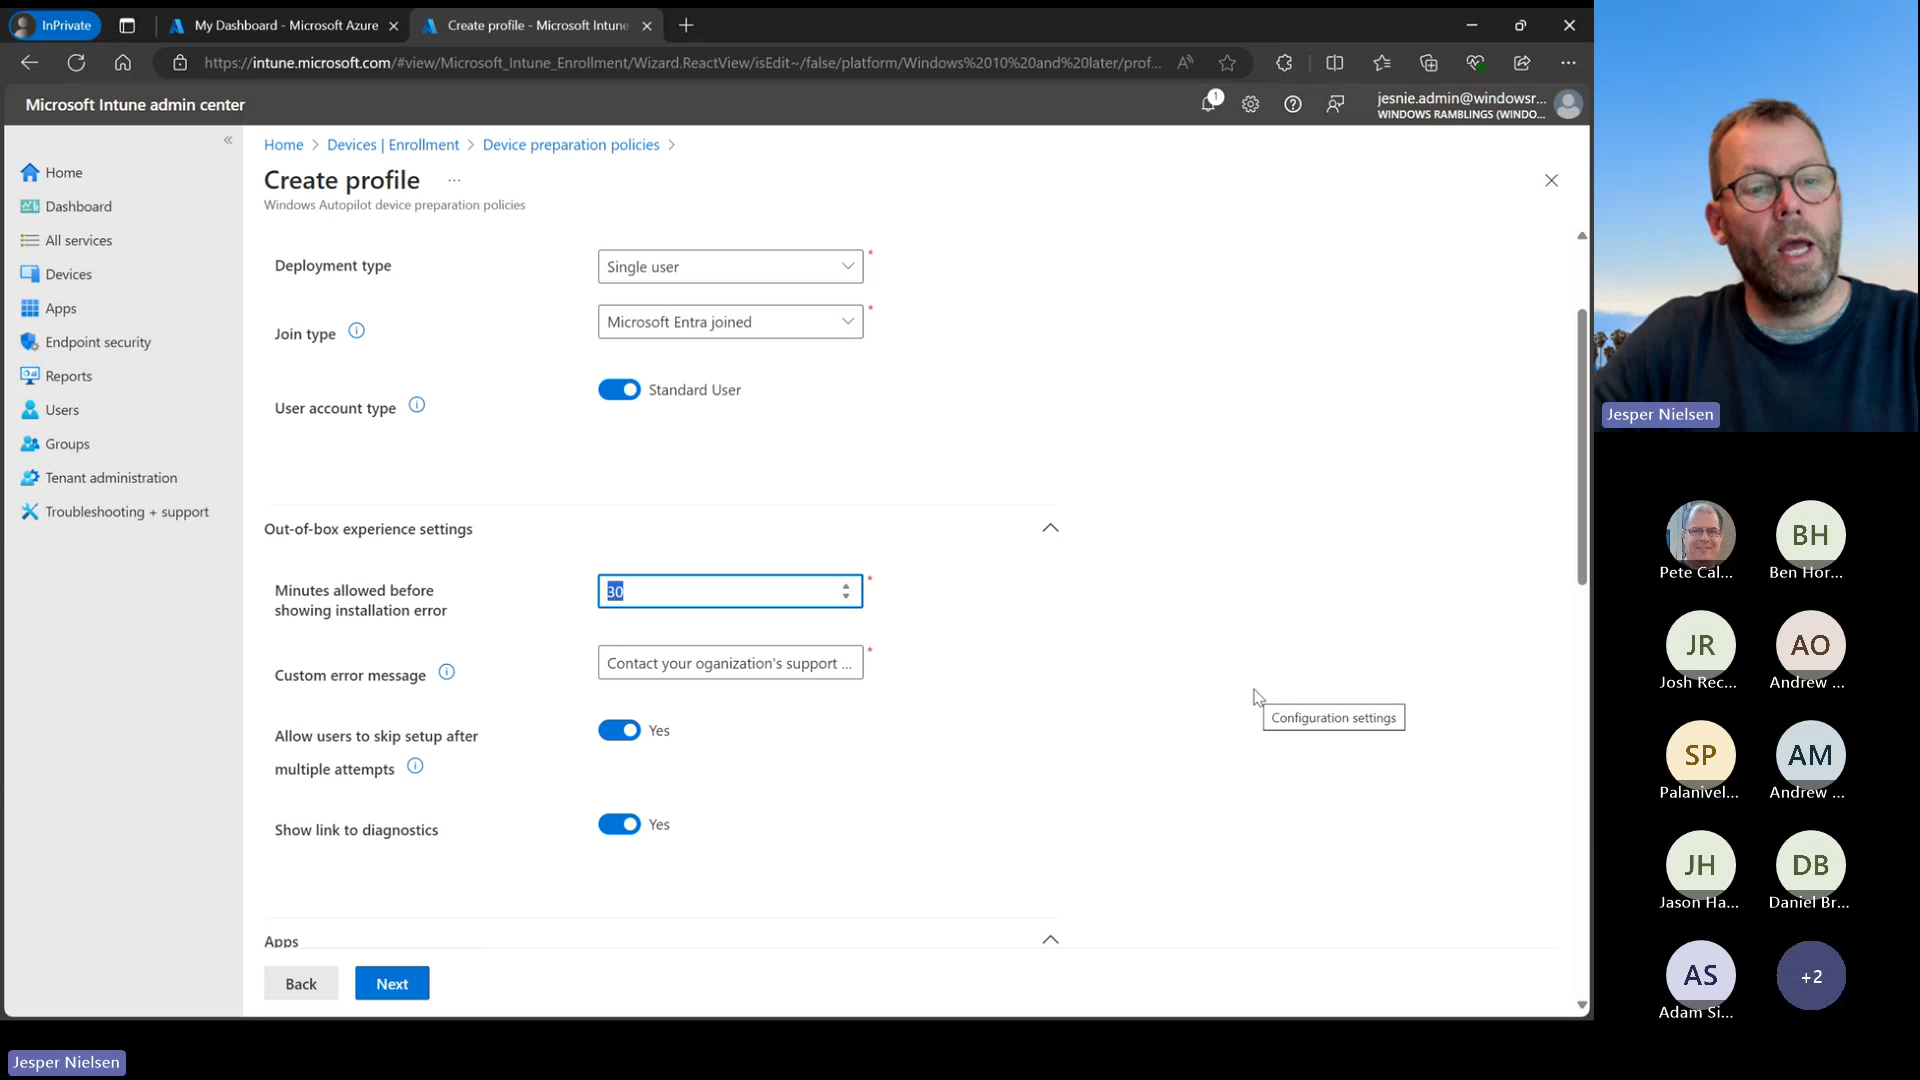 InPrivate
My Dashboard - Microsoft Azure
Create profile - Microsoft Intune
https://intune.microsoft.com/#view/Microsoft_Intune_Enrollment/Wizard.ReactView/isEdit~/false/platform/Windows%2010%20and%20later/prof...
Microsoft Intune admin center
1
jesnie.admin@windowsr...
WINDOWS RAMBLINGS (WINDO...
Home
Dashboard
All services
Devices
Apps
Endpoint security
Reports
Users
Groups
Tenant administration
Troubleshooting + support
Home > Devices | Enrollment > Device preparation policies >
Create profile ...
Windows Autopilot device preparation policies
Deployment type
Single user *
Join type
Microsoft Entra joined *
User account type
Standard User
Out-of-box experience settings
Minutes allowed before
showing installation error
30 *
Custom error message
Contact your oganization's support ... *
Allow users to skip setup after
multiple attempts
Yes
Show link to diagnostics
Yes
Configuration settings
Apps
Back
Next
Jesper Nielsen
Pete Cal...
BH
Ben Hor...
JR
Josh Rec...
AO
Andrew ...
SP
Palanivel...
AM
Andrew ...
JH
Jason Ha...
DB
Daniel Br...
AS
Adam Si...
+2
Jesper Nielsen